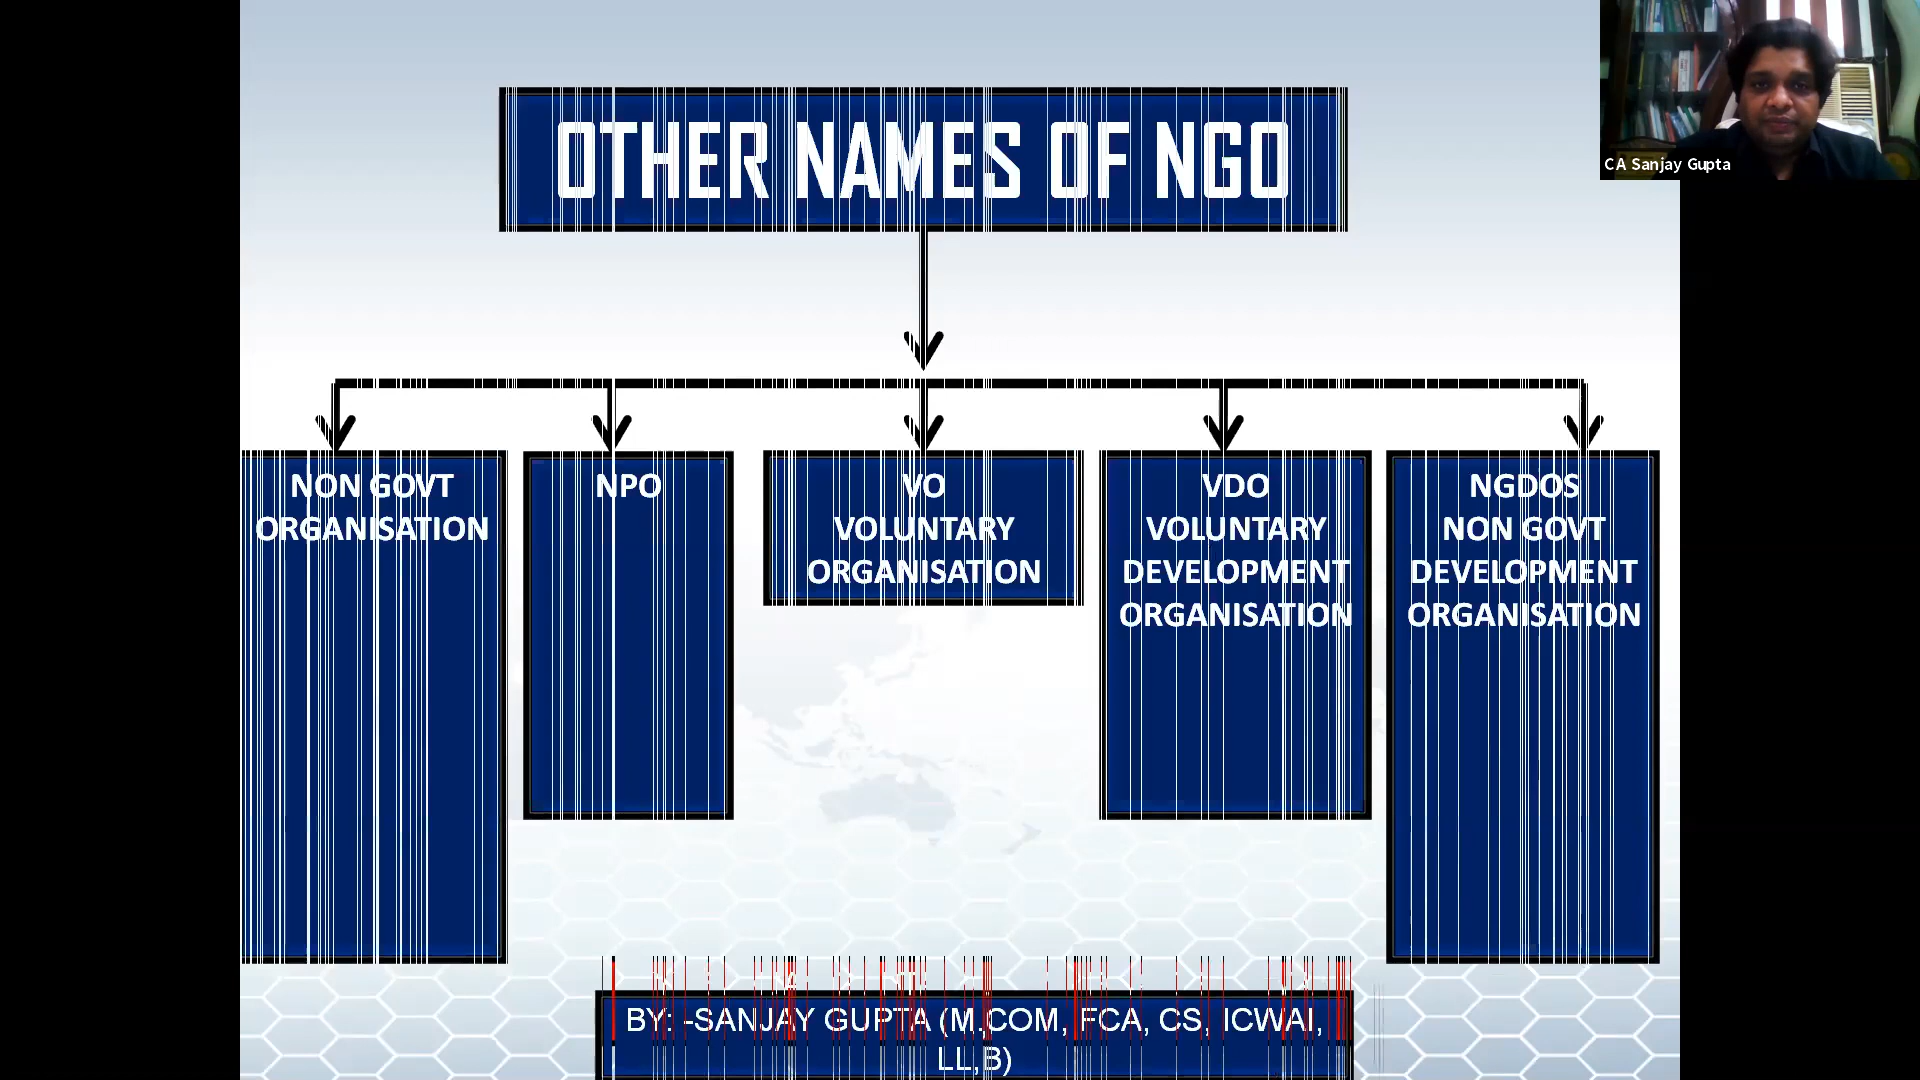 OTHER NAMES OF NGO
CA Sanjay Gupta
NON GOVT
ORGANISATION
NPO
VO
VOLUNTARY
ORGANISATION
VDO
VOLUNTARY
DEVELOPMENT
ORGANISATION
NGDOS
NON GOVT
DEVELOPMENT
ORGANISATION
BY: -SANJAY GUPTA (M.COM, FCA, CS, ICWAI,
LL,B)